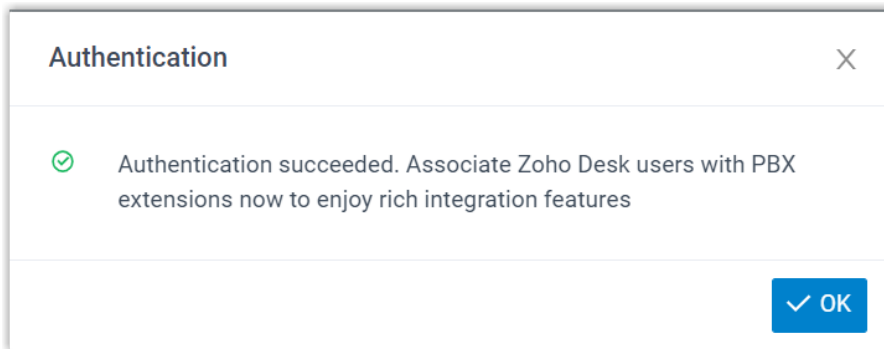 Authentication
Authentication succeeded. Associate Zoho Desk users with PBX
extensions now to enjoy rich integration features
OK